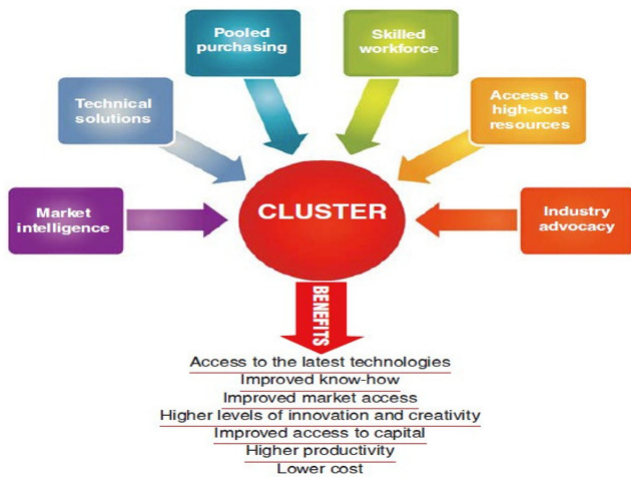 Pooled
purchasing
Skilled
workforce
Technical
solutions
Access to
high-cost
resources
Market
intelligence
CLUSTER
Industry
advocacy
BENEFITS
Access to the latest technologies
Improved know-how
Improved market access
Higher levels of innovation and creativity
Improved access to capital
Higher productivity
Lower cost